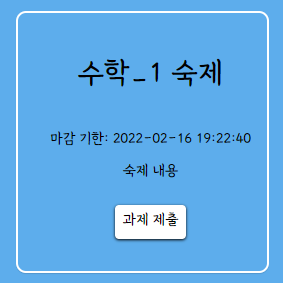 수학_1 숙제
마감 기한: 2022-02-16 19:22:40
숙제 내용
과제 제출